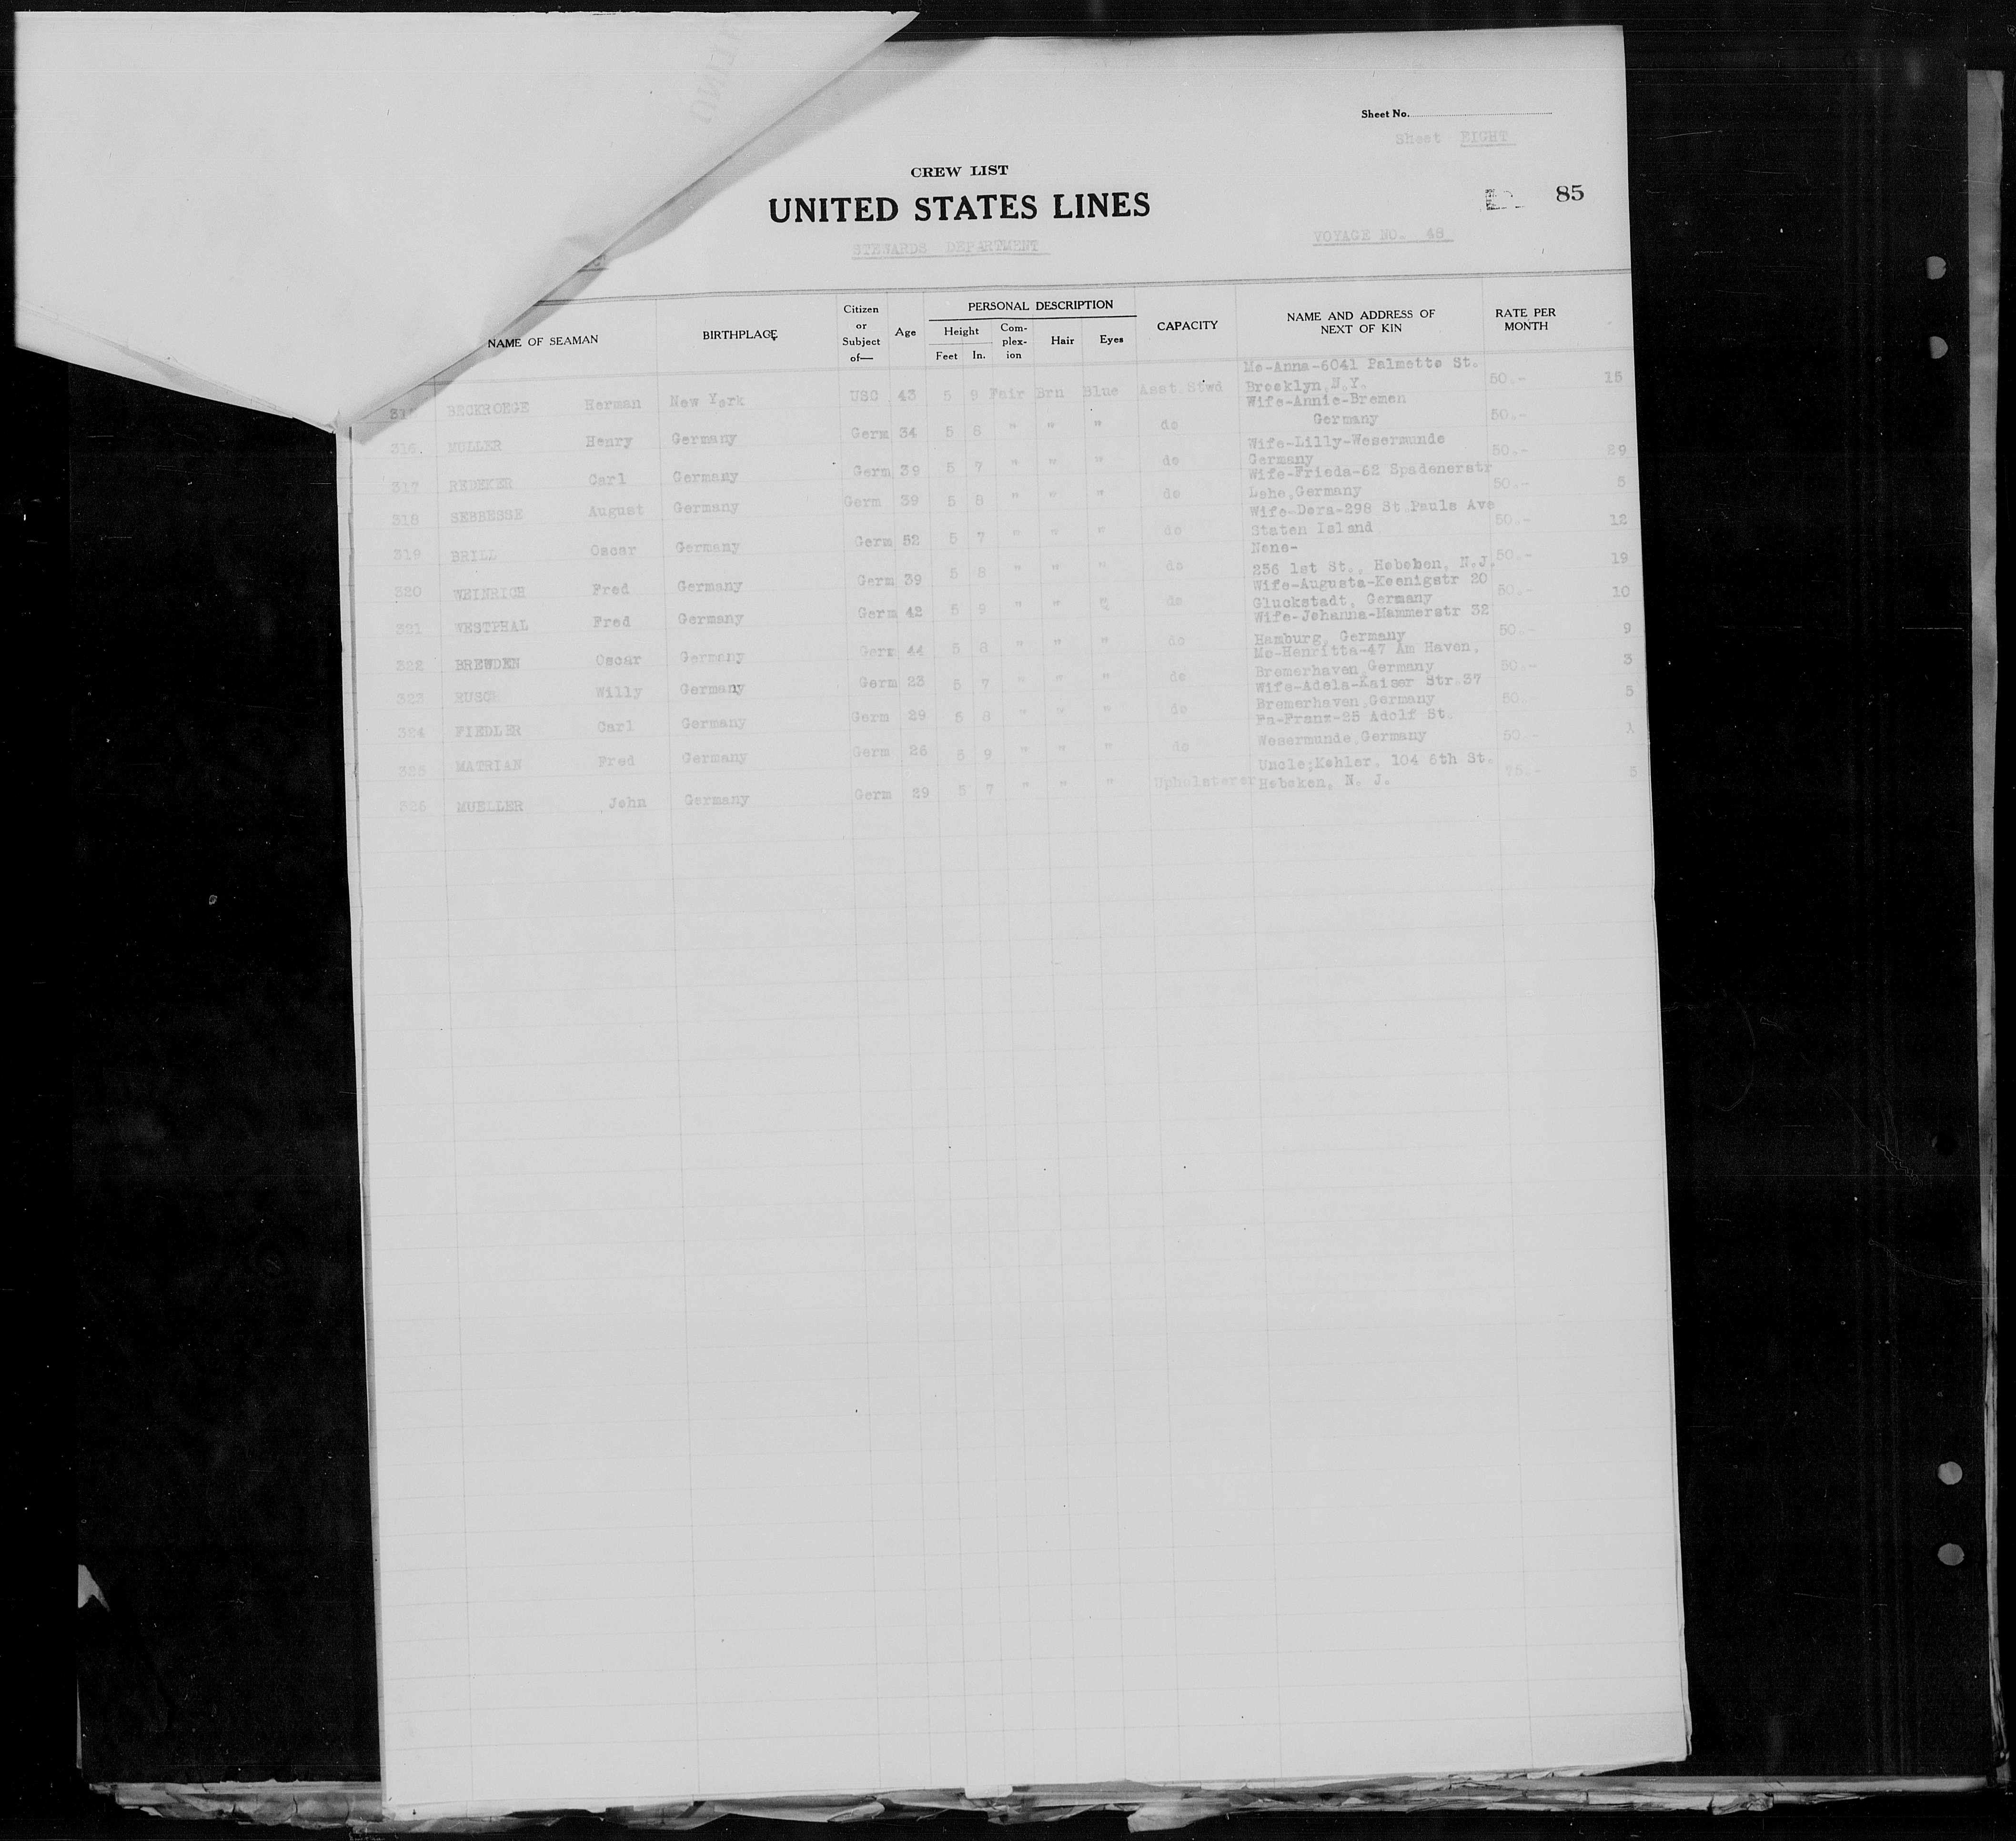 Sheet No.
Sheet EIGHT
CREW LIST
UNITED STATES LINES
85
STEWARDS DEPARTMENT
VOYAGE NO. 48
NAME OF SEAMAN BIRTHPLACE Citizen or Subject of— Age PERSONAL DESCRIPTION Height Feet In. Com-plex-ion Hair Eyes CAPACITY NAME AND ADDRESS OF NEXT OF KIN RATE PER MONTH
Mo-Anna-6041 Palmetto St.
BECKROEGE Herman New York USC 43 5 9 Fair Brn Blue Asst Stwd Brooklyn, N.Y. 50.- 15
Wife-Annie-Bremen
316 MULLER Henry Germany Germ 34 5 8 " " " do Germany 50.-
Wife-Lilly-Wesermunde
317 REDEKER Carl Germany Germ 39 5 7 " " " do Germany 50.- 29
Wife-Frieda-62 Spadenerstr
318 SEBBESSE August Germany Germ 39 5 8 " " " do Lehe, Germany 50.- 5
Wife-Dora-298 St Pauls Ave
319 BRILL Oscar Germany Germ 52 5 7 " " " do Staten Island 50.- 12
None-
320 WEINRICH Fred Germany Germ 39 5 8 " " " do 256 1st St., Hoboken, N.J. 50.- 19
Wife-Augusta-Koenigstr 20
321 WESTPHAL Fred Germany Germ 42 5 9 " " " do Gluckstadt, Germany 50.- 10
Wife-Johanna-Mammerstr 32
322 BREWDEN Oscar Germany Germ 44 5 8 " " " do Hamburg, Germany 50.- 9
Mo-Henritta-47 Am Haven,
323 BUSCH Willy Germany Germ 23 5 7 " " " do Bremerhaven, Germany 50.- 3
Wife-Adela-Kaiser Str 37
324 FIEDLER Carl Germany Germ 29 5 8 " " " do Bremerhaven, Germany 50.- 5
Fa-Franz-25 Adolf St.
325 MATRIAN Fred Germany Germ 26 5 9 " " " do Wesermunde, Germany 50.-
Uncle; Kohler, 104 6th St.
326 MUELLER John Germany Germ 29 5 7 " " " Upholsterer Hoboken, N. J. 75.- 5